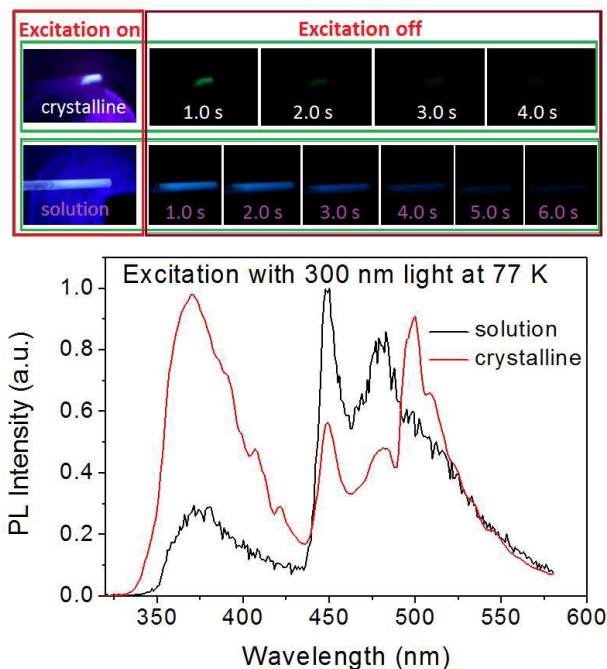 Excitation on
Excitation off
crystalline
1.0 s
2.0 s
3.0 s
4.0 s
solution
1.0 s
2.0 s
3.0 s
4.0 s
5.0 s
6.0 s
Excitation with 300 nm light at 77 K
solution
crystalline
PL Intensity (a.u.)
1.0
0.8
0.6
0.4
0.2
0.0
350
400
450
500
550
600
Wavelength (nm)